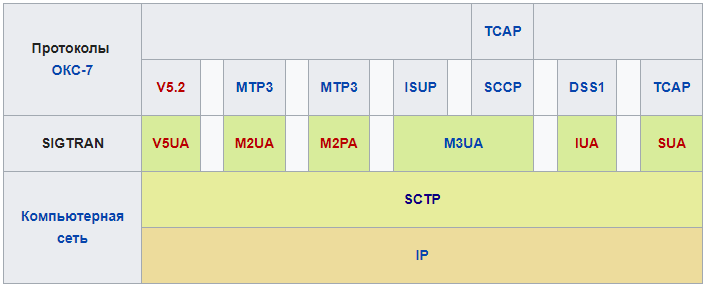 TCAP
Протоколы
ОКС-7
V5.2 MTP3 MTP3 ISUP SCCP DSS1 TCAP
SIGTRAN V5UA M2UA M2PA M3UA IUA SUA
SCTP
Компьютерная
сеть
IP